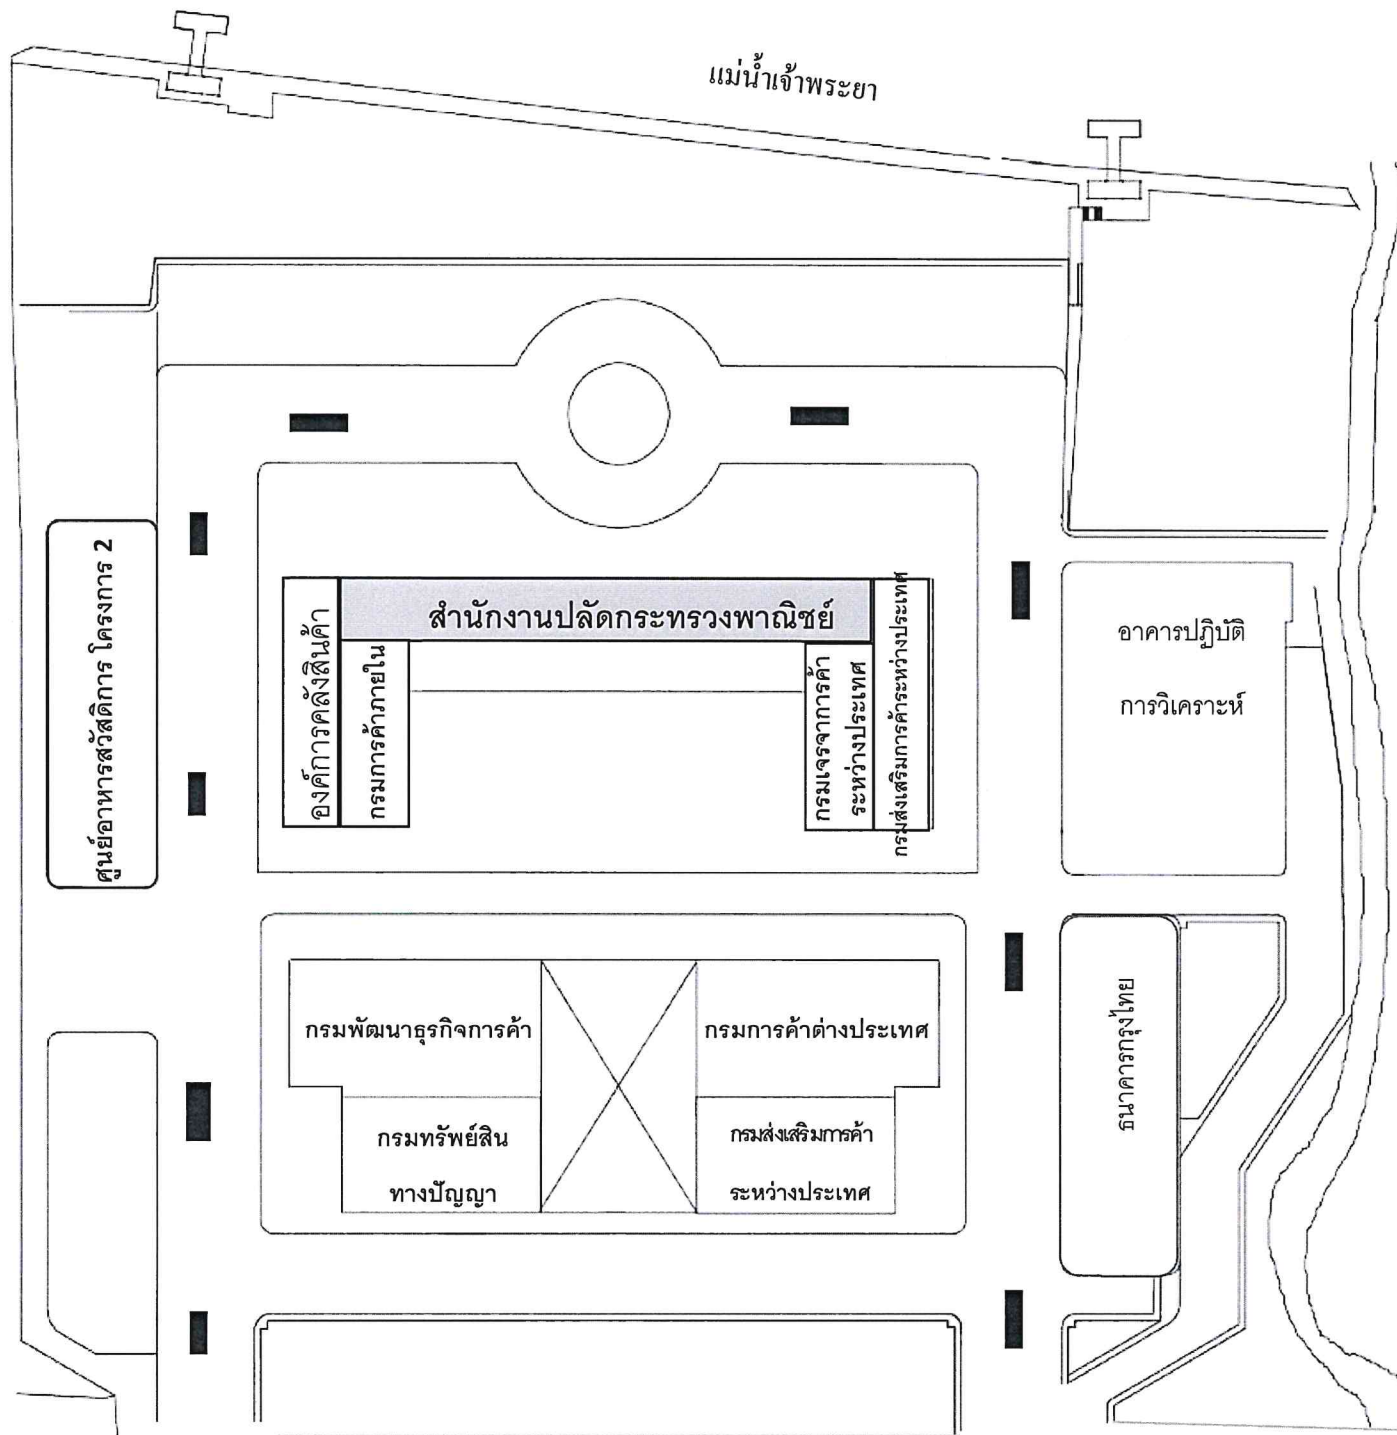 แม่น้ำเจ้าพระยา
ศูนย์อาหารสวัสดิการ โครงการ 2
องค์การคลังสินค้า
สำนักงานปลัดกระทรวงพาณิชย์
กรมการค้าภายใน
กรมเจรจาการค้า
ระหว่างประเทศ
กรมส่งเสริมการค้าระหว่างประเทศ
อาคารปฏิบัติ
การวิเคราะห์
กรมพัฒนาธุรกิจการค้า
กรมการค้าต่างประเทศ
กรมทรัพย์สิน
ทางปัญญา
กรมส่งเสริมการค้า
ระหว่างประเทศ
ธนาคารกรุงไทย